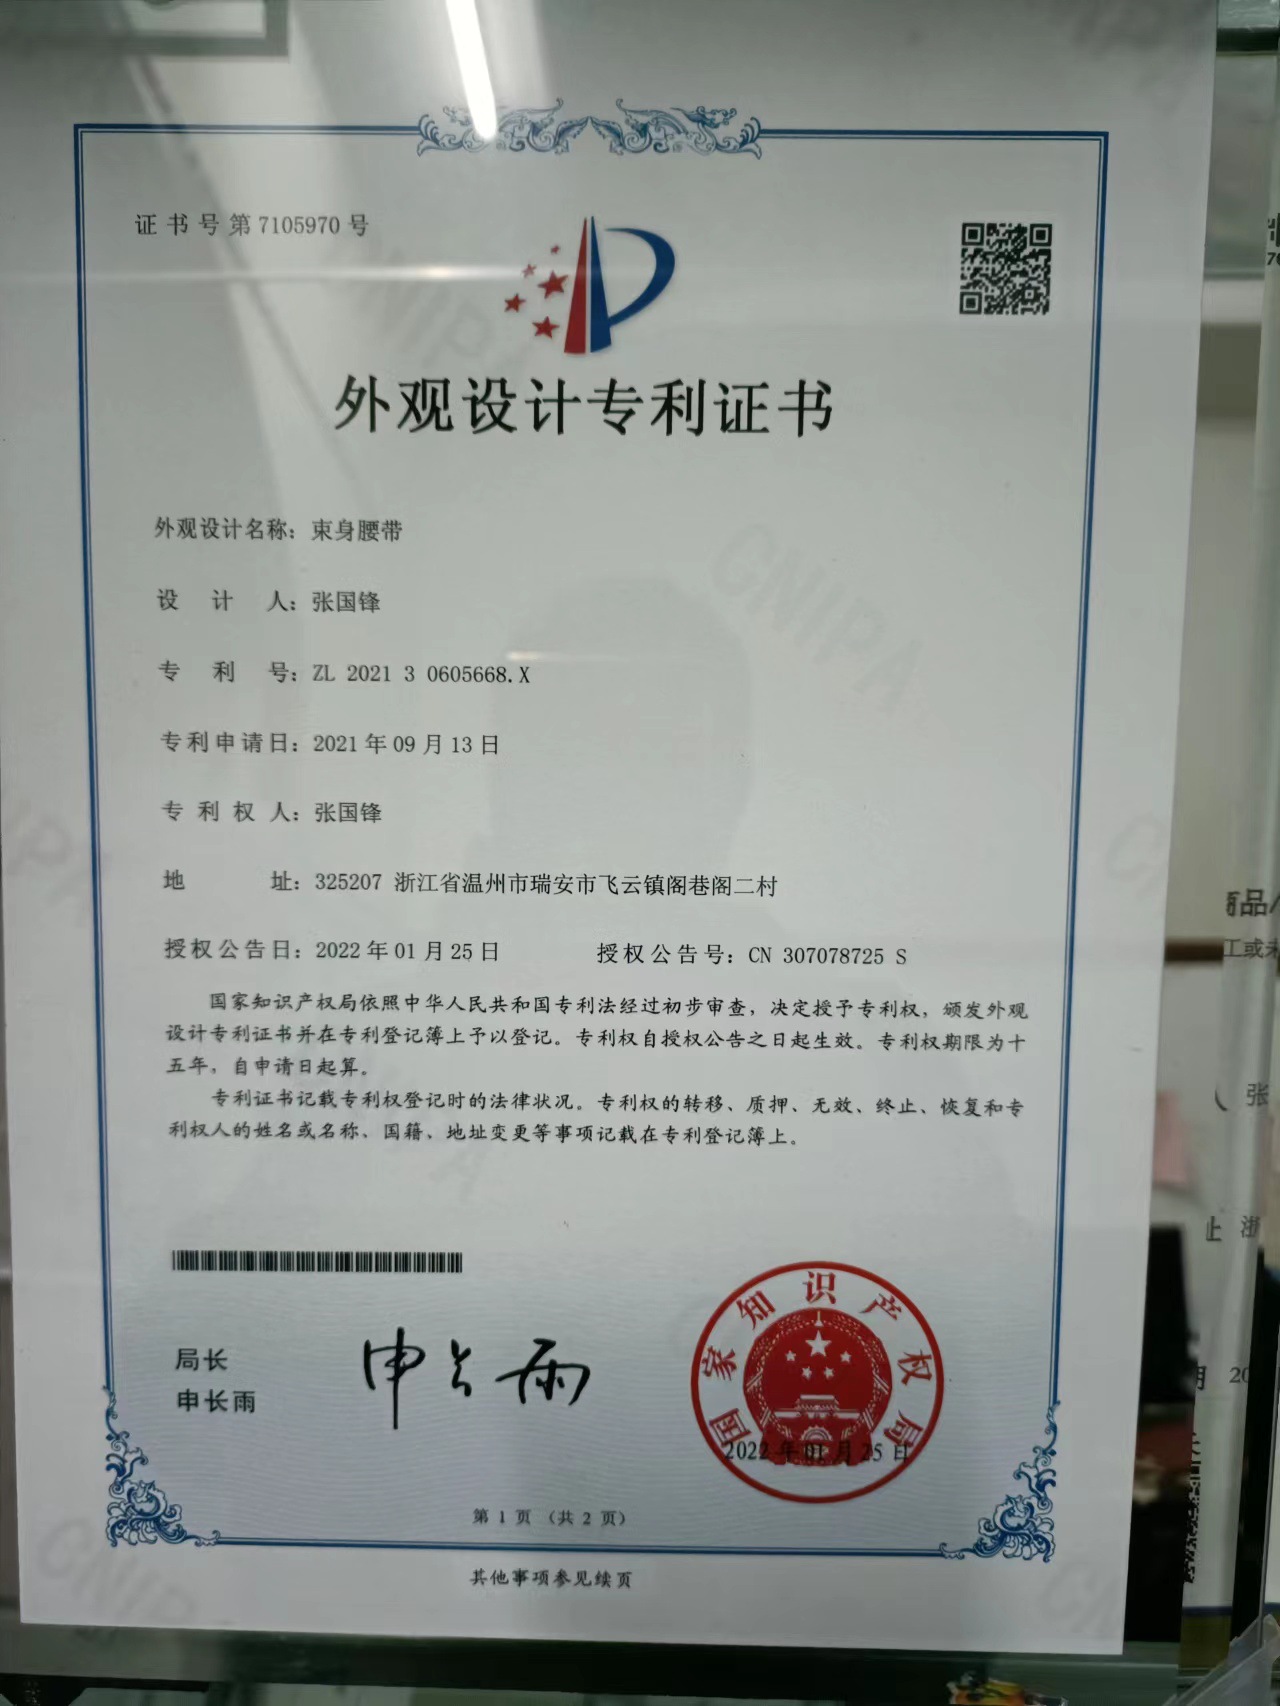 证书号第7105970号
外观设计专利证书
外观设计名称：束身腰带
设计人：张国锋
专利号：ZL 2021 3 0605668.X
专利申请日：2021年09月13日
专利权人：张国锋
地址：325207 浙江省温州市瑞安市飞云镇阁巷阁二村
授权公告日：2022年01月25日 授权公告号：CN 307078725 S
国家知识产权局依照中华人民共和国专利法经过初步审查，决定授予专利权，颁发外观
设计专利证书并在专利登记簿上予以登记。专利权自授权公告之日起生效。专利权期限为十
五年，自申请日起算。
专利证书记载专利权登记时的法律状况。专利权的转移、质押、无效、终止、恢复和专
利权人的姓名或名称、国籍、地址变更等事项记载在专利登记簿上。
局长
申长雨
申长雨
国家知识产权局
2022年01月25日
第 1 页 （共 2 页）
其他事项参见续页
CNIPA
商品/
工或未
张
址 浙
月 20